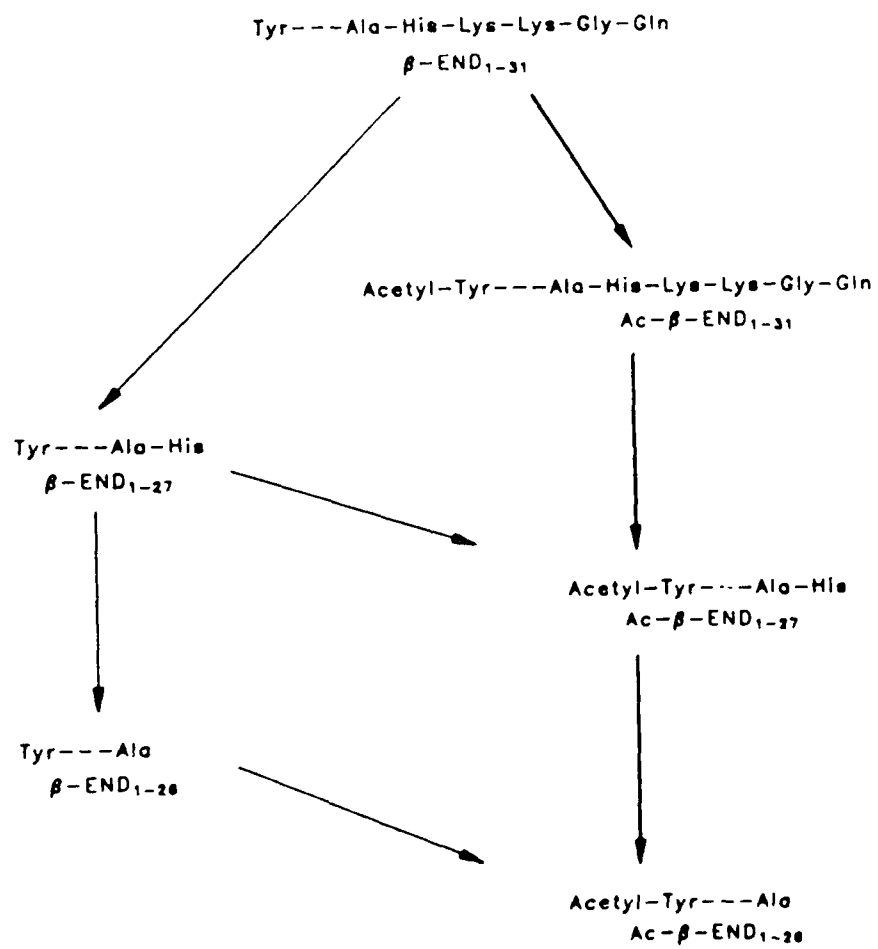 Tyr---Ala-His-Lys-Lys-Gly-Gln
β-END₁₋₃₁
Acetyl-Tyr---Ala-His-Lys-Lys-Gly-Gln
Ac-β-END₁₋₃₁
Tyr---Ala-His
β-END₁₋₂₇
Acetyl-Tyr---Ala-His
Ac-β-END₁₋₂₇
Tyr---Ala
β-END₁₋₂₆
Acetyl-Tyr---Ala
Ac-β-END₁₋₂₆